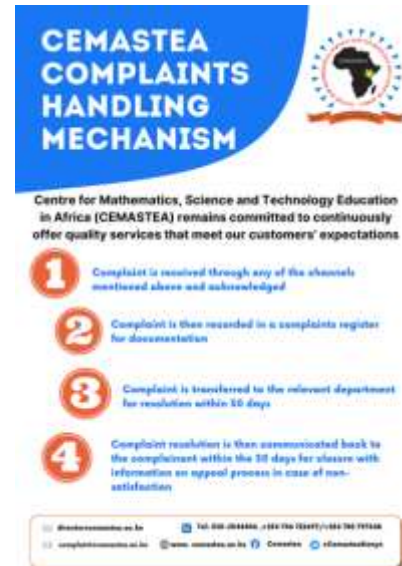 CEMASTEA
COMPLAINTS
HANDLING
MECHANISM
Centre for Mathematics, Science and Technology Education
in Africa (CEMASTEA) remains committed to continuously
offer quality services that meet our customers' expectations
1
Complaint is received through any of the channels
mentioned above and acknowledged
2
Complaint is then recorded in a complaints register
for documentation
3
Complaint is transferred to the relevant department
for resolution within
days
4
Complaint resolution is then communicated back to
the complainant within the 30 days for closure with
information on appeal process in case of non-
satisfaction
www. cemastea.ac.ke
Cemastea